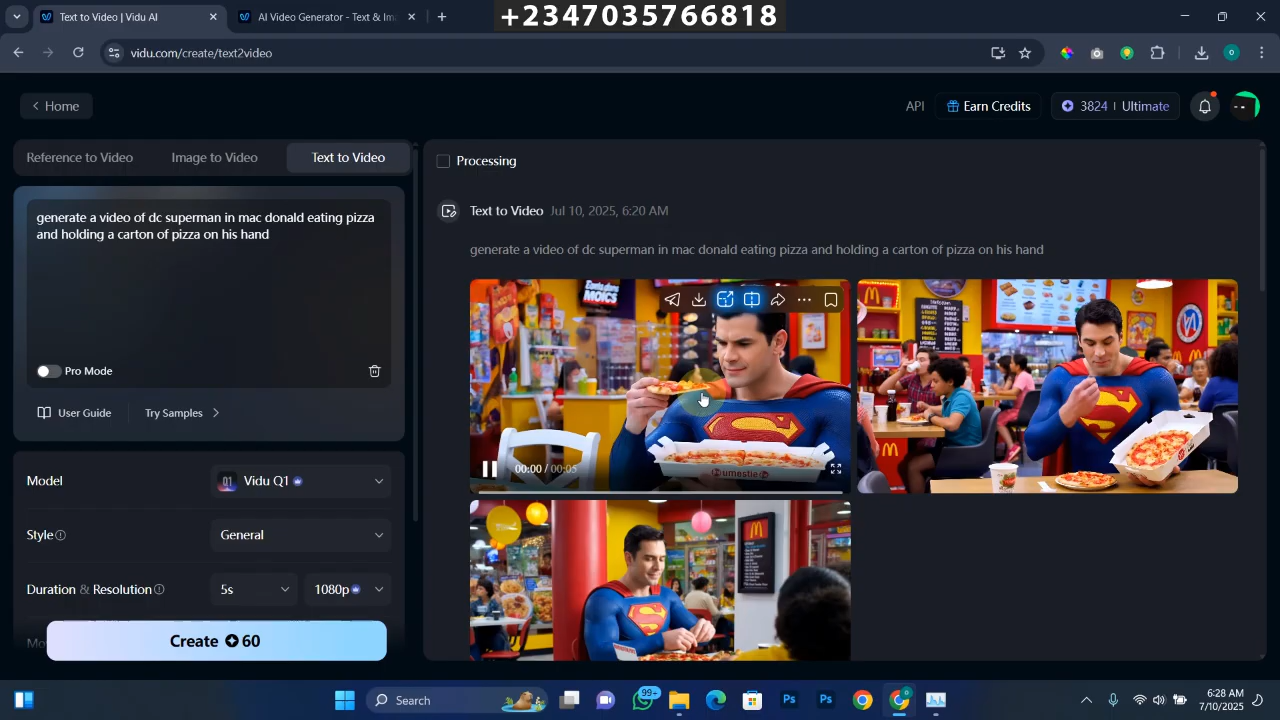 Text to Video | Vidu AI
AI Video Generator - Text & Im
+2347035766818
vidu.com/create/text2video
Home
API
Earn Credits
3824 | Ultimate
Reference to Video
Image to Video
Text to Video
Processing
generate a video of dc superman in mac donald eating pizza
and holding a carton of pizza on his hand
Text to Video Jul 10, 2025, 6:20 AM
generate a video of dc superman in mac donald eating pizza and holding a carton of pizza on his hand
MOICS
00:00 / 00:05
Pro Mode
User Guide
Try Samples
Model
Q1
Vidu Q1
Style
General
Duration & Resolution
5s
1080p
Create 60
Search
99+
Ps
Ps
6:28 AM
7/10/2025